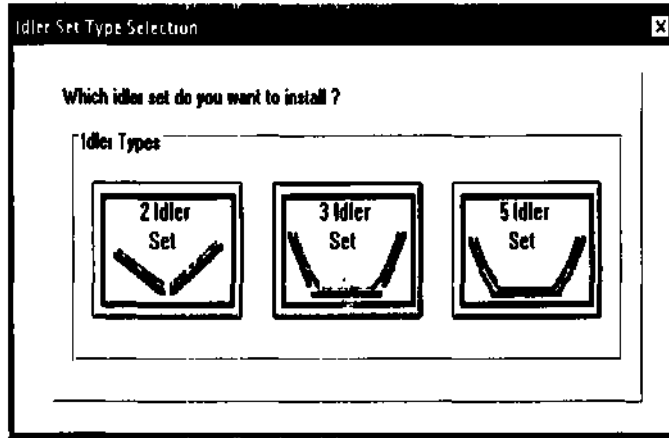 Idler Set Type Selection
Which idler set do you want to install ?
Idler Types
2 Idler
Set
3 Idler
Set
5 Idler
Set